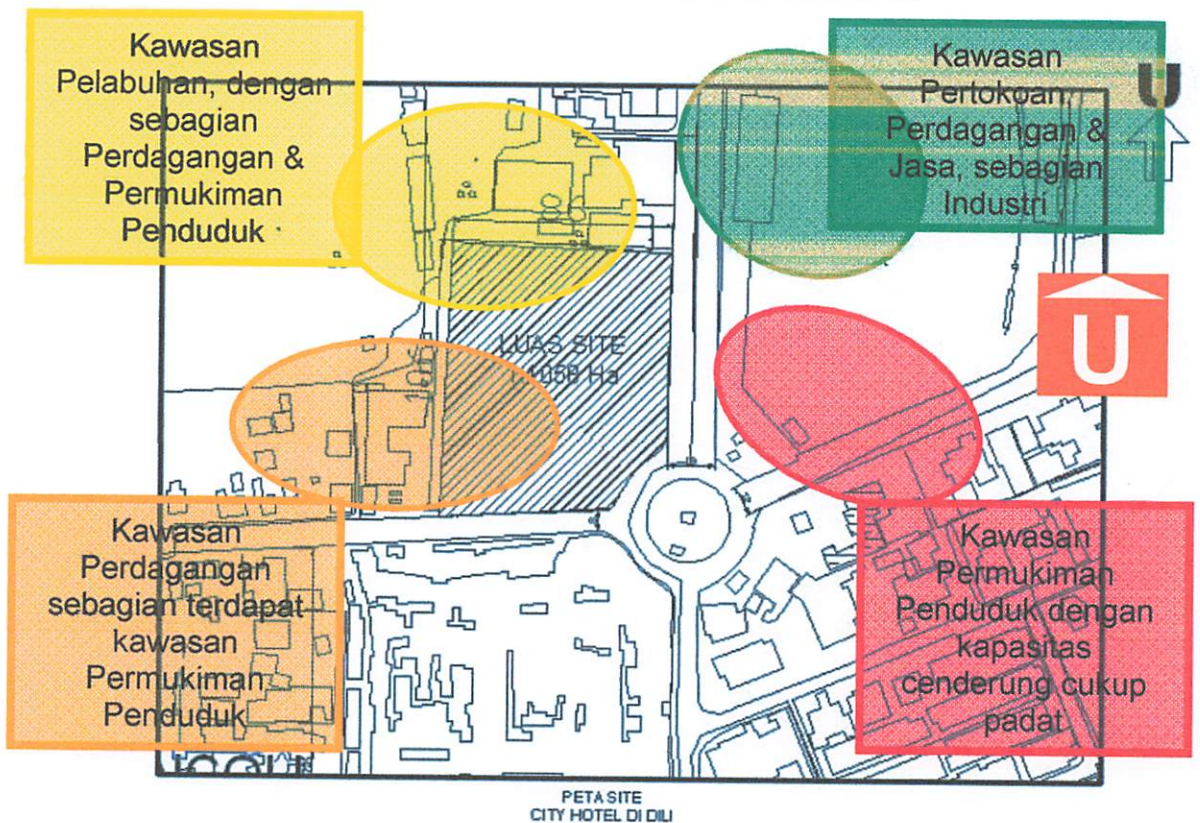 Kawasan
Pelabuhan, dengan
sebagian
Perdagangan &
Permukiman
Penduduk
Kawasan
Pertokoan,
Perdagangan &
Jasa, sebagian
Industri
U
U
LUAS SITE
Ha
Kawasan
Perdagangan
sebagian terdapat
kawasan
Permukiman
Penduduk
Kawasan
Permukiman
Penduduk dengan
kapasitas
cenderung cukup
padat
PETA SITE
CITY HOTEL DI DILI